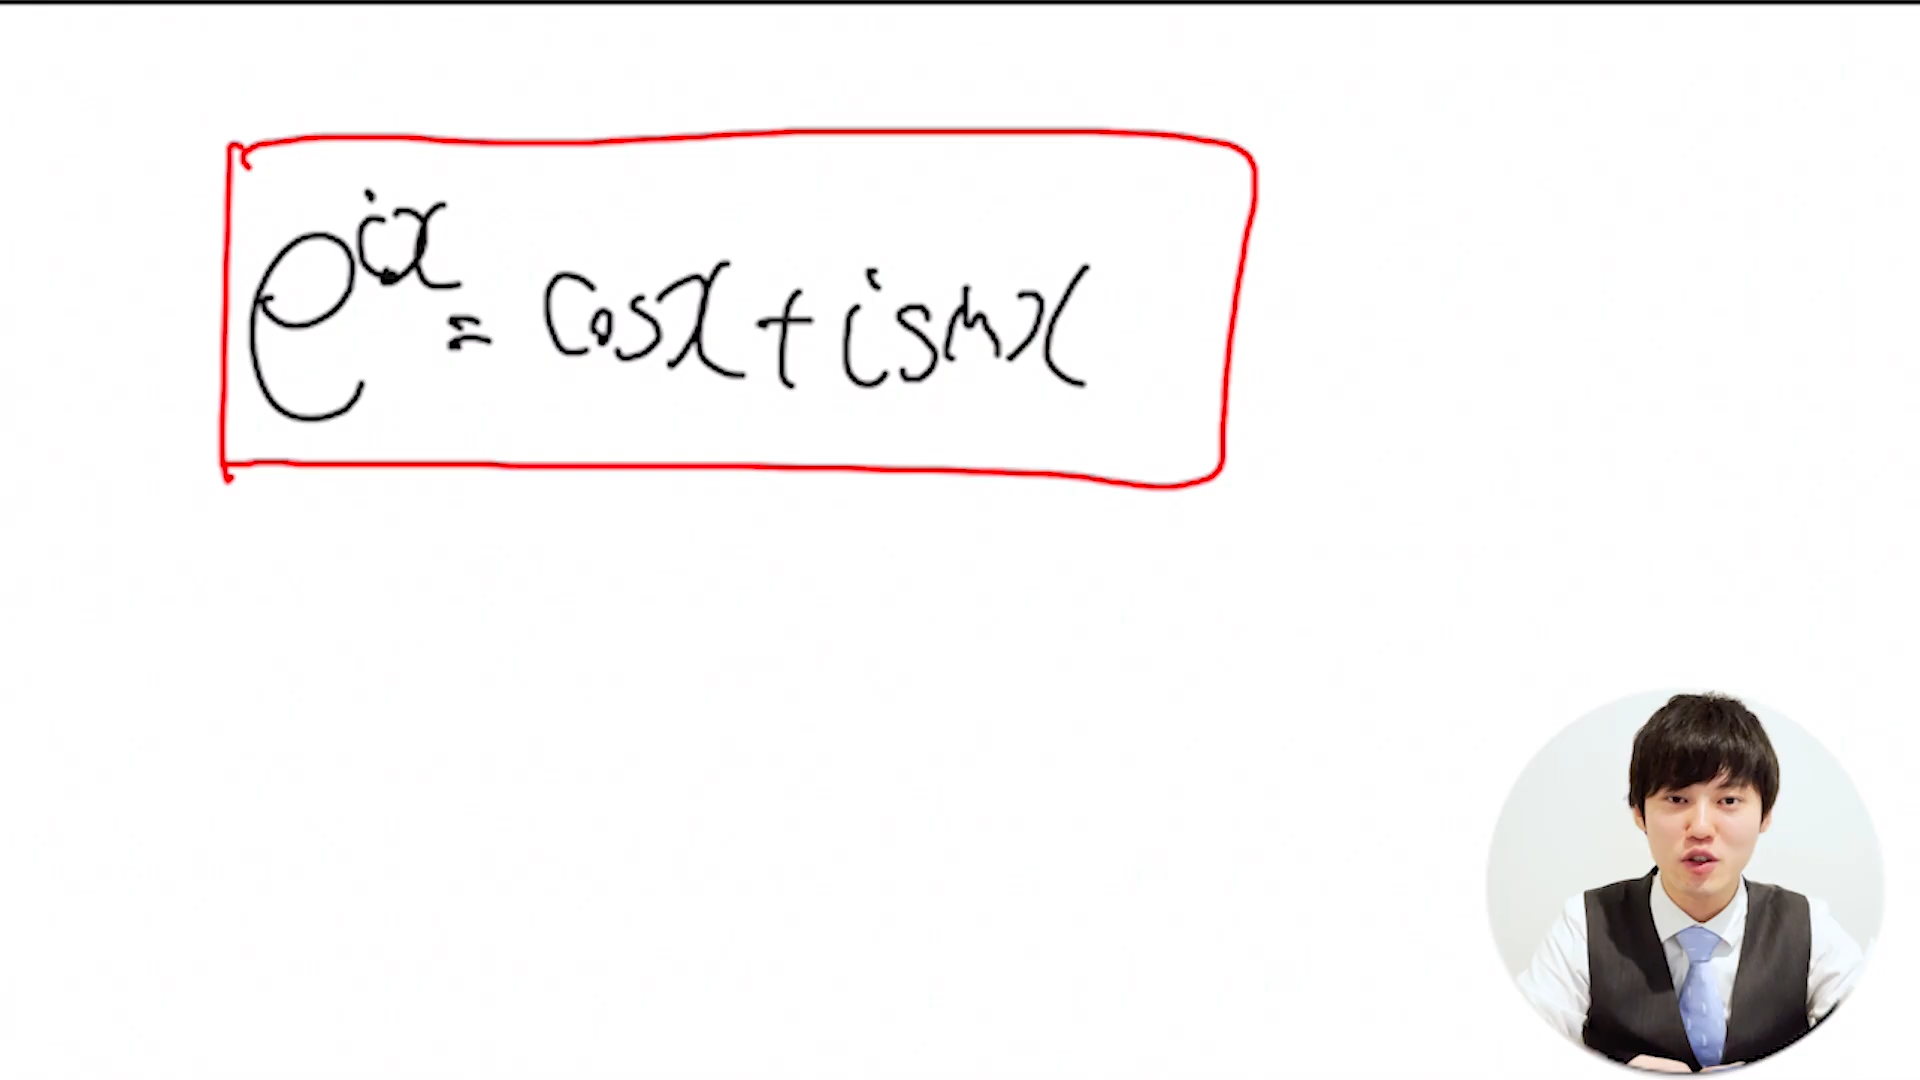 e^{ix} = cos x + i sin x